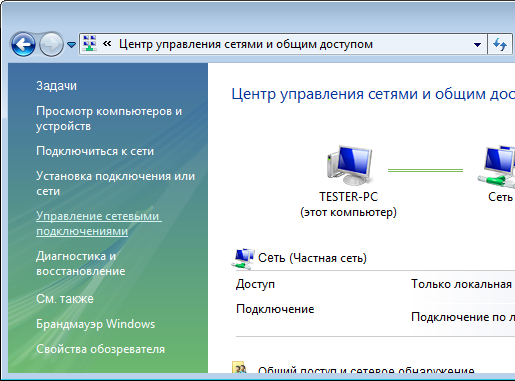 « Центр управления сетями и общим доступом
Задачи
Просмотр компьютеров и
устройств
Подключиться к сети
Установка подключения или
сети
Управление сетевыми
подключениями
Диагностика и
восстановление
См. также
Брандмауэр Windows
Свойства обозревателя
Центр управления сетями и общим дос
TESTER-PC
(этот компьютер)
Сеть
Сеть (Частная сеть)
Доступ
Только локальная
Подключение
Подключение по л
Общий доступ и сетевое обнаружение